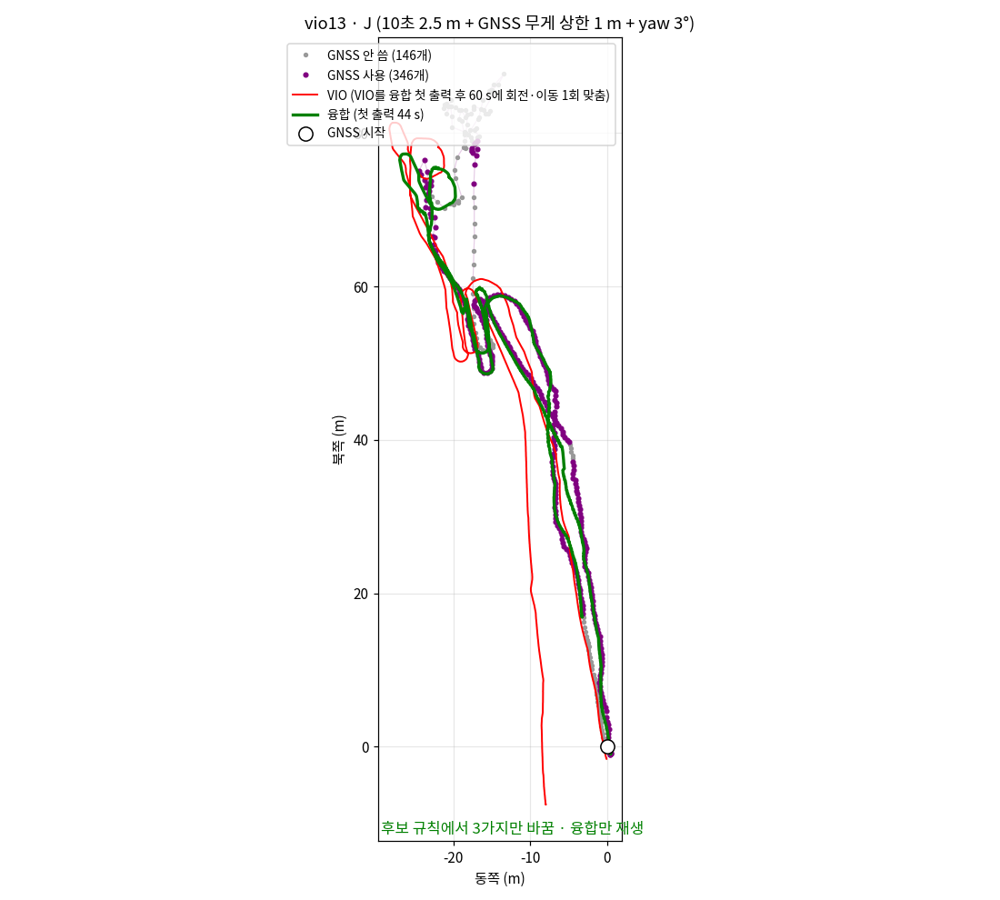 vio13 · J (10초 2.5 m + GNSS 무게 상한 1 m + yaw 3°)
GNSS 안 씀 (146개)
GNSS 사용 (346개)
VIO (VIO를 융합 첫 출력 후 60 s에 회전·이동 1회 맞춤)
융합 (첫 출력 44 s)
GNSS 시작
60
40
20
0
북쪽 (m)
후보 규칙에서 3가지만 바꿈 · 융합만 재생
-20
-10
0
동쪽 (m)